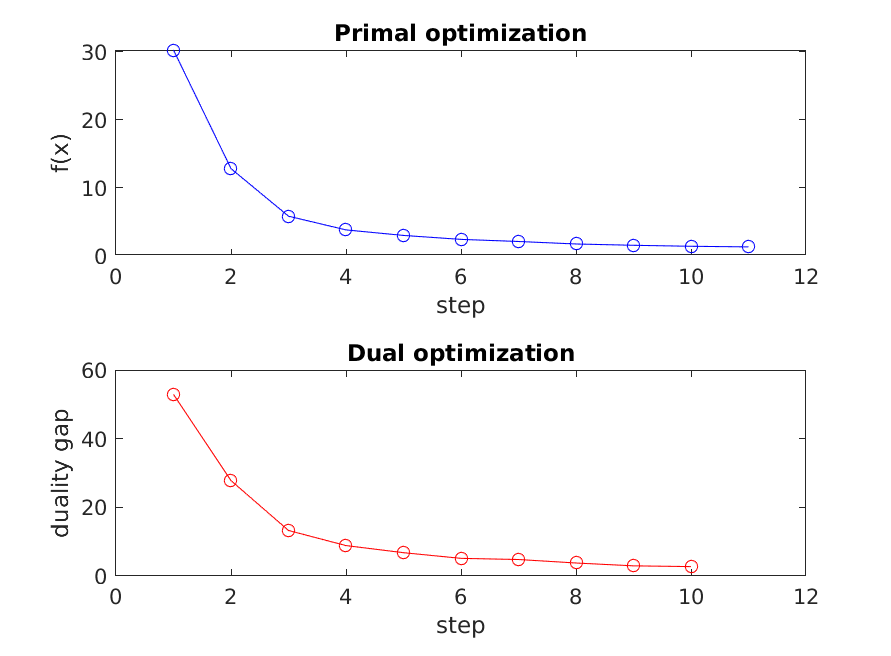 Primal optimization
30
20
10
0
f(x)
0 2 4 6 8 10 12
step
Dual optimization
60
40
20
0
duality gap
0 2 4 6 8 10 12
step